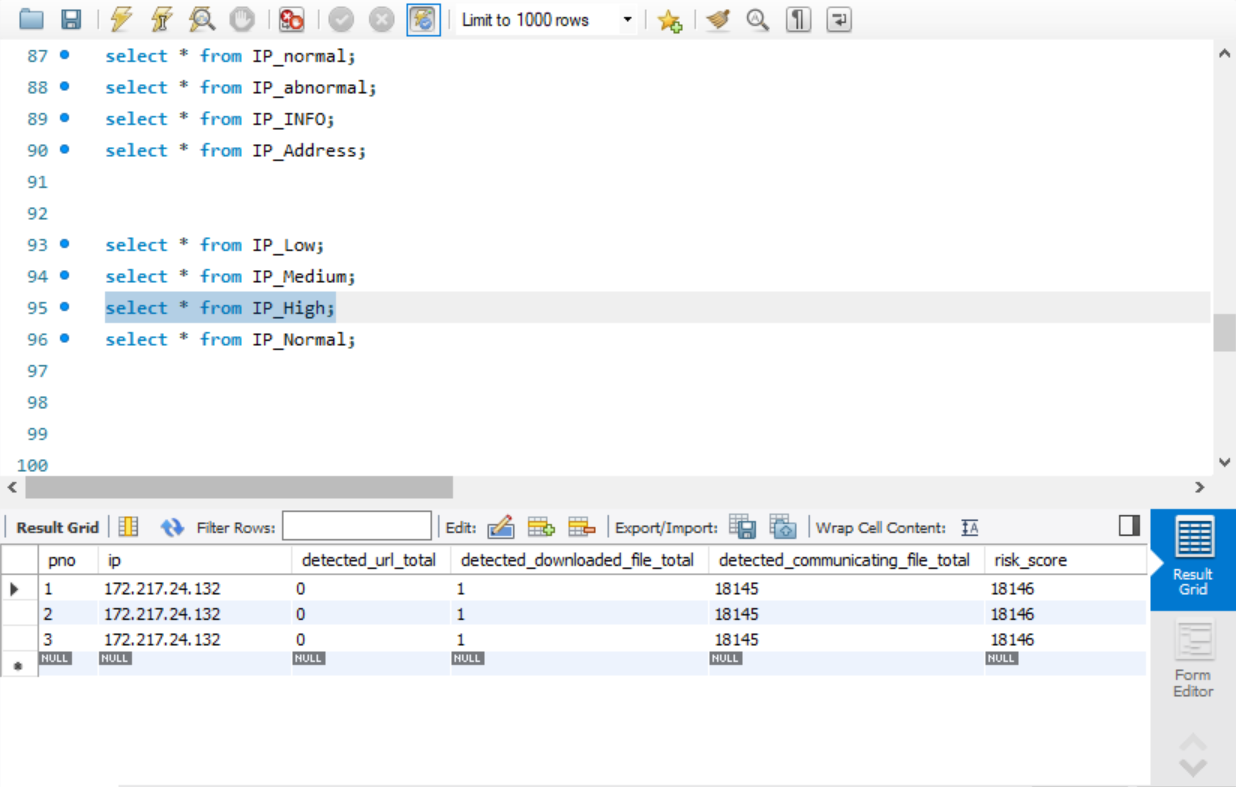 Limit to 1000 rows
87 select * from IP_normal;
88 select * from IP_abnormal;
89 select * from IP_INFO;
90 select * from IP_Address;
91
92
93 select * from IP_Low;
94 select * from IP_Medium;
95 select * from IP_High;
96 select * from IP_Normal;
97
98
99
100
Result Grid Filter Rows: Edit: Export/Import: Wrap Cell Content:
pno ip detected_url_total detected_downloaded_file_total detected_communicating_file_total risk_score
1 172.217.24.132 0 1 18145 18146
2 172.217.24.132 0 1 18145 18146
3 172.217.24.132 0 1 18145 18146
NULL NULL NULL NULL NULL NULL
Result
Grid
Form
Editor